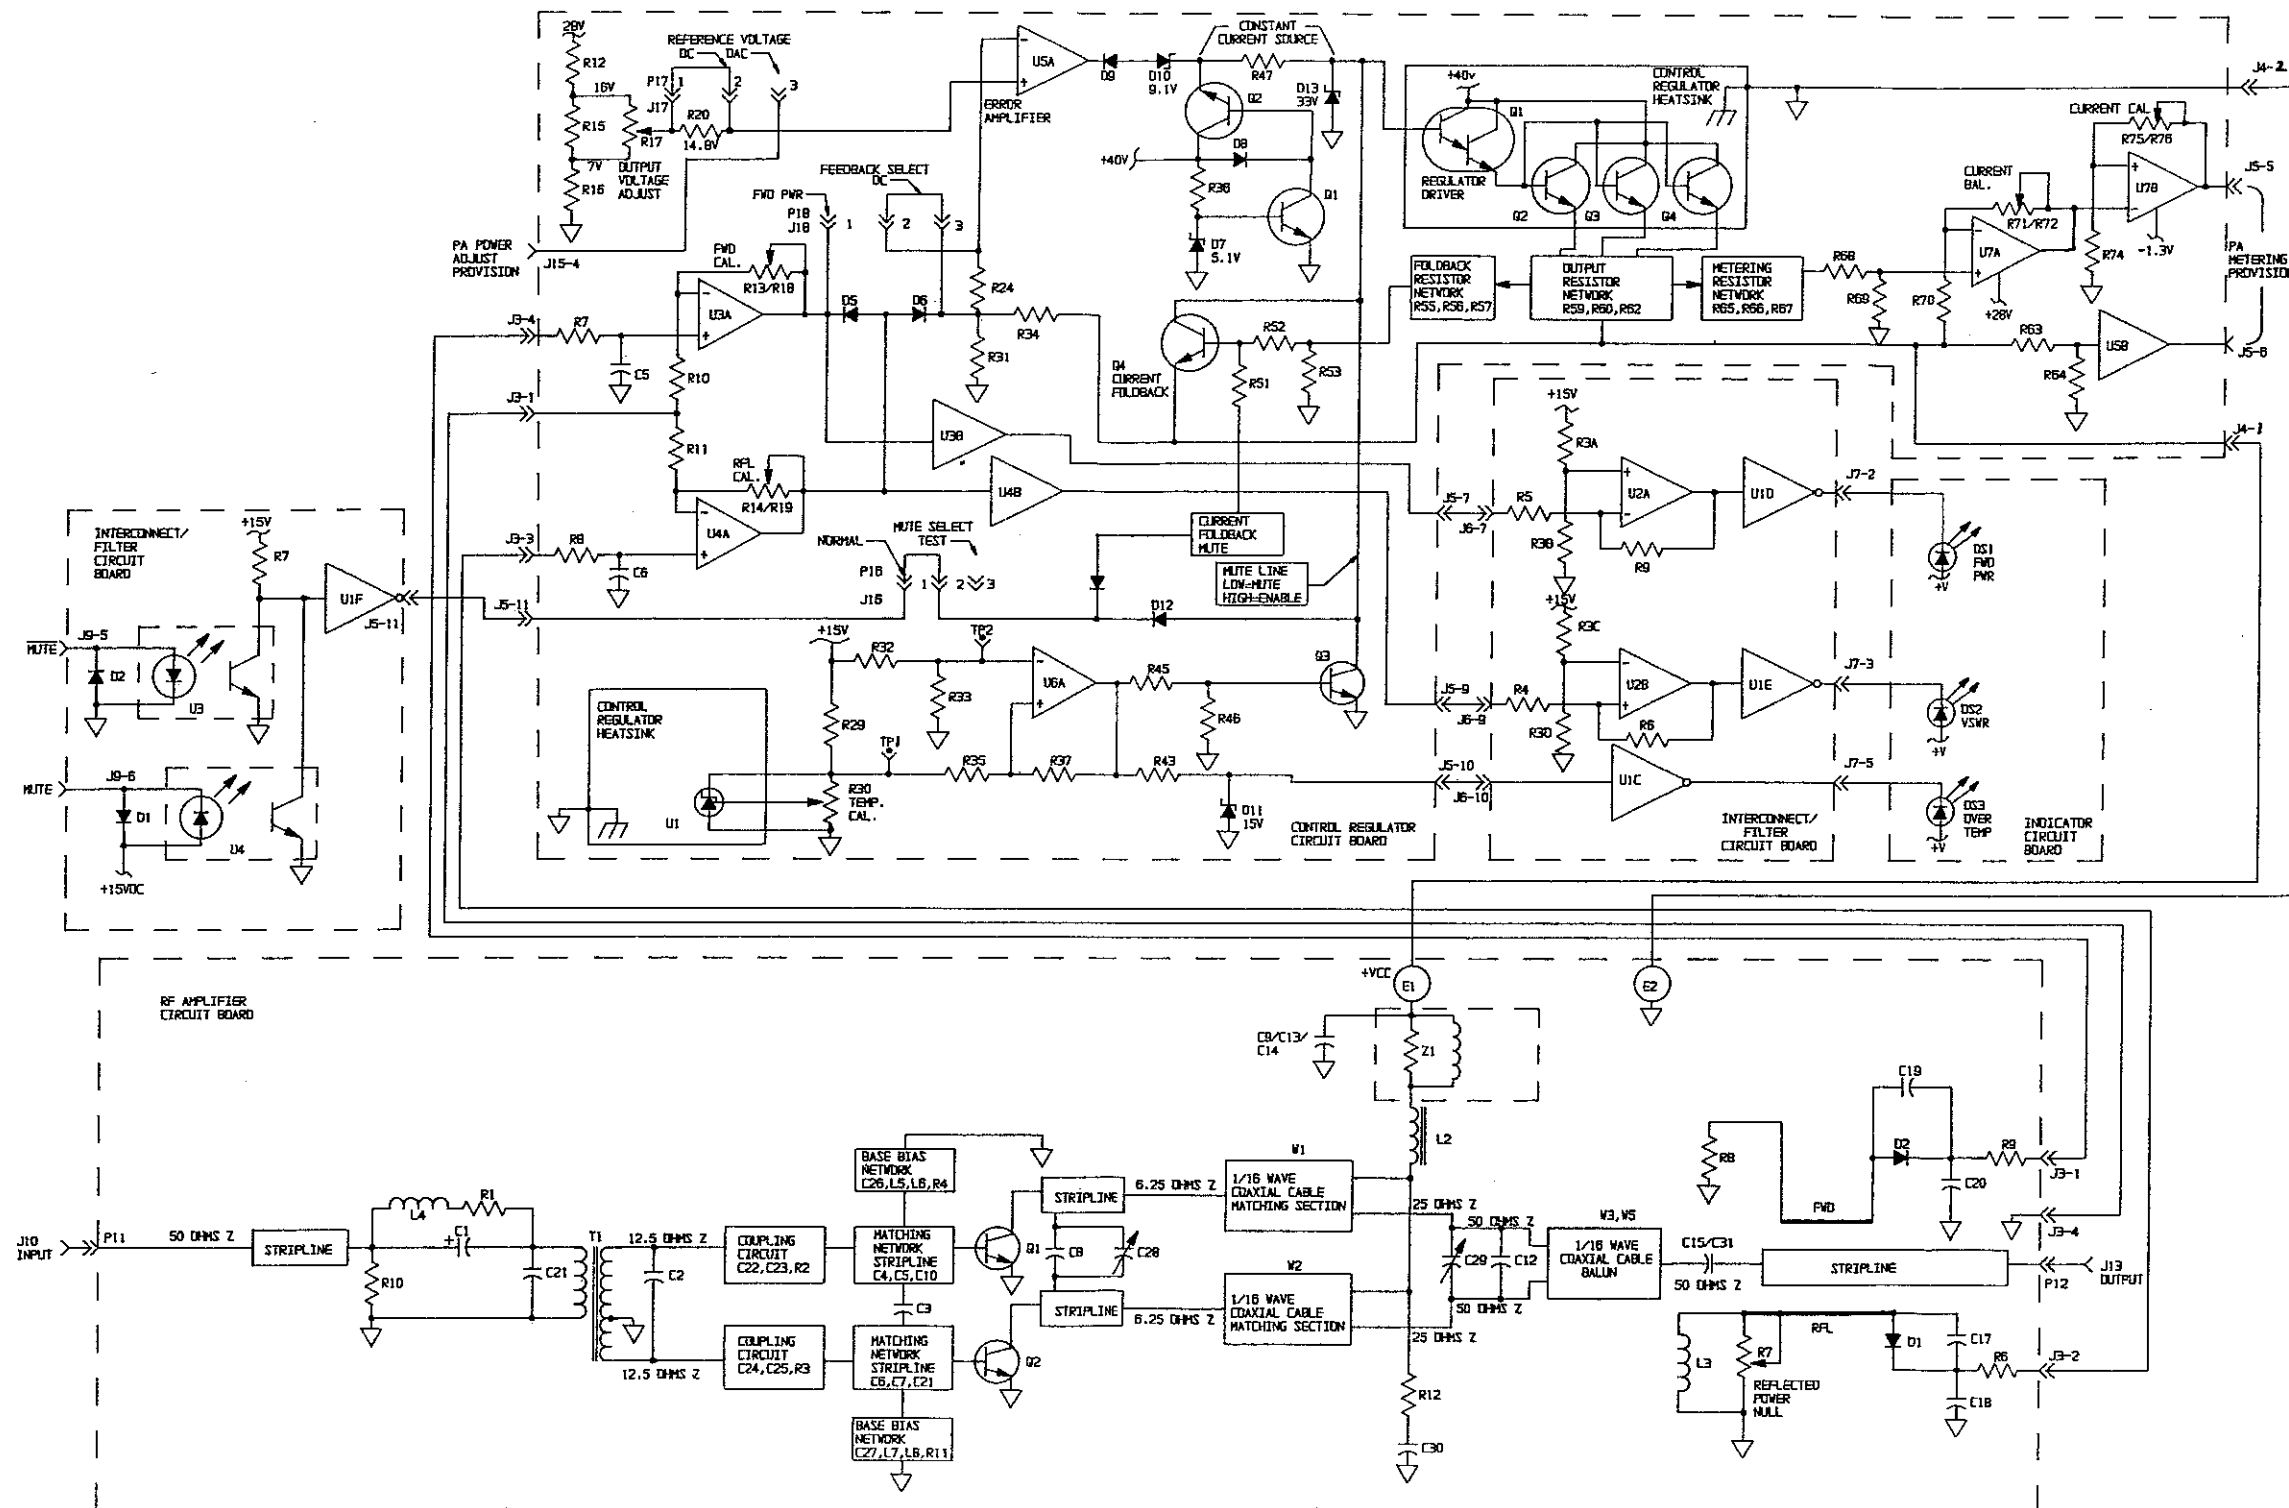 28V
R12
16V
R15
R17
7V
R16
OUTPUT
VOLTAGE
ADJUST
REFERENCE VOLTAGE
DC
DAC
P17
1
2
3
J17
R20
14.8V
U5A
ERROR
AMPLIFIER
D9
D10
9.1V
CONSTANT
CURRENT SOURCE
R47
Q2
D13
33V
+40V
D8
R36
Q1
D7
5.1V
+40v
CONTROL
REGULATOR
HEATSINK
Q1
REGULATOR
DRIVER
Q2
Q3
Q4
J4-2
CURRENT CAL
R75/R76
CURRENT
BAL.
R71/R72
U7B
-1.3V
U7A
+28V
R74
J5-5
PA
METERING
PROVISION
J5-6
PA POWER
ADJUST
PROVISION
J15-4
FWD PWR
P18
J18
1
FEEDBACK SELECT
DC
2
3
FWD
CAL.
R13/R18
U3A
J3-4
R7
C5
R10
D5
D6
R24
R31
R34
FOLDBACK
RESISTOR
NETWORK
R55,R56,R57
OUTPUT
RESISTOR
NETWORK
R59,R60,R62
METERING
RESISTOR
NETWORK
R65,R66,R67
R68
R69
R70
R63
R64
U5B
J4-1
Q4
CURRENT
FOLDBACK
R52
R51
R53
J3-1
R11
RFL
CAL.
R14/R19
U4A
U3B
U4B
J3-3
R8
C6
MUTE SELECT
NORMAL
TEST
P16
J16
1
2
3
CURRENT
FOLDBACK
MUTE
MUTE LINE
LOW=MUTE
HIGH=ENABLE
D12
J5-11
INTERCONNECT/
FILTER
CIRCUIT
BOARD
+15V
R7
U1F
J5-11
MUTE
J9-5
D2
U3
MUTE
J9-6
D1
U4
+15VDC
CONTROL
REGULATOR
HEATSINK
U1
+15V
R32
TP2
R33
R29
TP1
R30
TEMP.
CAL.
R35
R37
U6A
R45
R46
R43
Q3
D11
15V
CONTROL REGULATOR
CIRCUIT BOARD
J5-7
J6-7
J5-9
J6-9
J5-10
J6-10
+15V
R3A
R5
R3B
U2A
R9
U1D
+15V
R3C
R4
R3D
U2B
R6
U1E
U1C
INTERCONNECT/
FILTER
CIRCUIT BOARD
J7-2
J7-3
J7-5
DS1
FWD
PWR
+V
DS2
VSWR
+V
DS3
OVER
TEMP
+V
INDICATOR
CIRCUIT
BOARD
RF AMPLIFIER
CIRCUIT BOARD
+VCC
E1
E2
C9/C13/
C14
Z1
L2
J10
INPUT
P11
50 OHMS Z
STRIPLINE
L4
R1
C1
R10
C21
T1
12.5 OHMS Z
C2
12.5 OHMS Z
COUPLING
CIRCUIT
C22,C23,R2
COUPLING
CIRCUIT
C24,C25,R3
BASE BIAS
NETWORK
C26,L5,L6,R4
MATCHING
NETWORK
STRIPLINE
C4,C5,C10
C3
MATCHING
NETWORK
STRIPLINE
C6,C7,C21
BASE BIAS
NETWORK
C27,L7,L8,R11
Q1
Q2
STRIPLINE
C8
C28
STRIPLINE
6.25 OHMS Z
6.25 OHMS Z
W1
1/16 WAVE
COAXIAL CABLE
MATCHING SECTION
W2
1/16 WAVE
COAXIAL CABLE
MATCHING SECTION
25 OHMS Z
25 OHMS Z
50 OHMS Z
C29
C12
50 OHMS Z
R12
C30
W3,W5
1/16 WAVE
COAXIAL CABLE
BALUN
C15/C31
50 OHMS Z
STRIPLINE
P12
J13
OUTPUT
R8
FWD
C19
D2
C20
R9
J3-1
J3-4
L3
R7
REFLECTED
POWER
NULL
RFL
D1
C17
R6
C18
J3-2